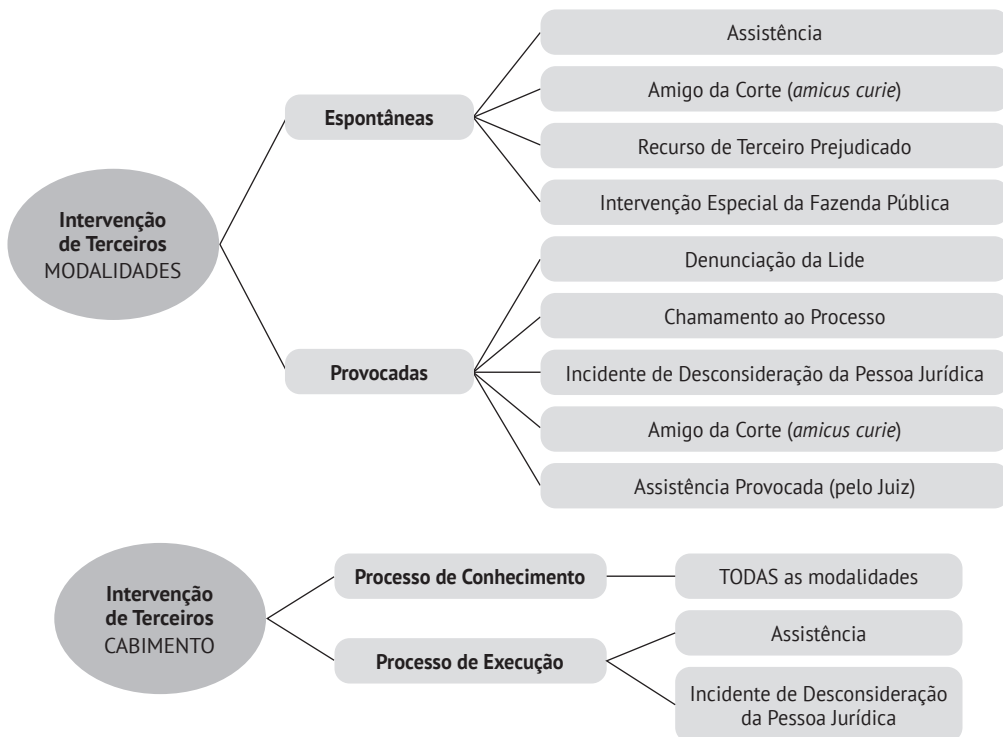 Intervenção
de Terceiros
MODALIDADES
Espontâneas
Assistência
Amigo da Corte (amicus curie)
Recurso de Terceiro Prejudicado
Intervenção Especial da Fazenda Pública
Provocadas
Denunciação da Lide
Chamamento ao Processo
Incidente de Desconsideração da Pessoa Jurídica
Amigo da Corte (amicus curie)
Assistência Provocada (pelo Juiz)
Intervenção
de Terceiros
CABIMENTO
Processo de Conhecimento
TODAS as modalidades
Processo de Execução
Assistência
Incidente de Desconsideração
da Pessoa Jurídica